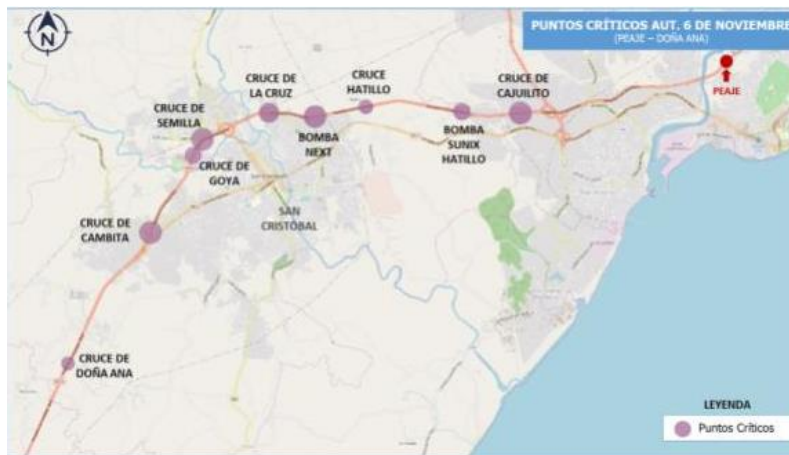 PUNTOS CRÍTICOS AUT. 6 DE NOVIEMBRE
(PEAJE – DOÑA ANA)
N
PEAJE
CRUCE DE
CAJUILITO
CRUCE
HATILLO
CRUCE DE
LA CRUZ
CRUCE DE
SEMILLA
BOMBA
NEXT
BOMBA
SUNIX
HATILLO
CRUCE DE
GOYA
SAN
CRISTÓBAL
CRUCE DE
CAMBITA
CRUCE DE
DOÑA ANA
LEYENDA
Puntos Críticos